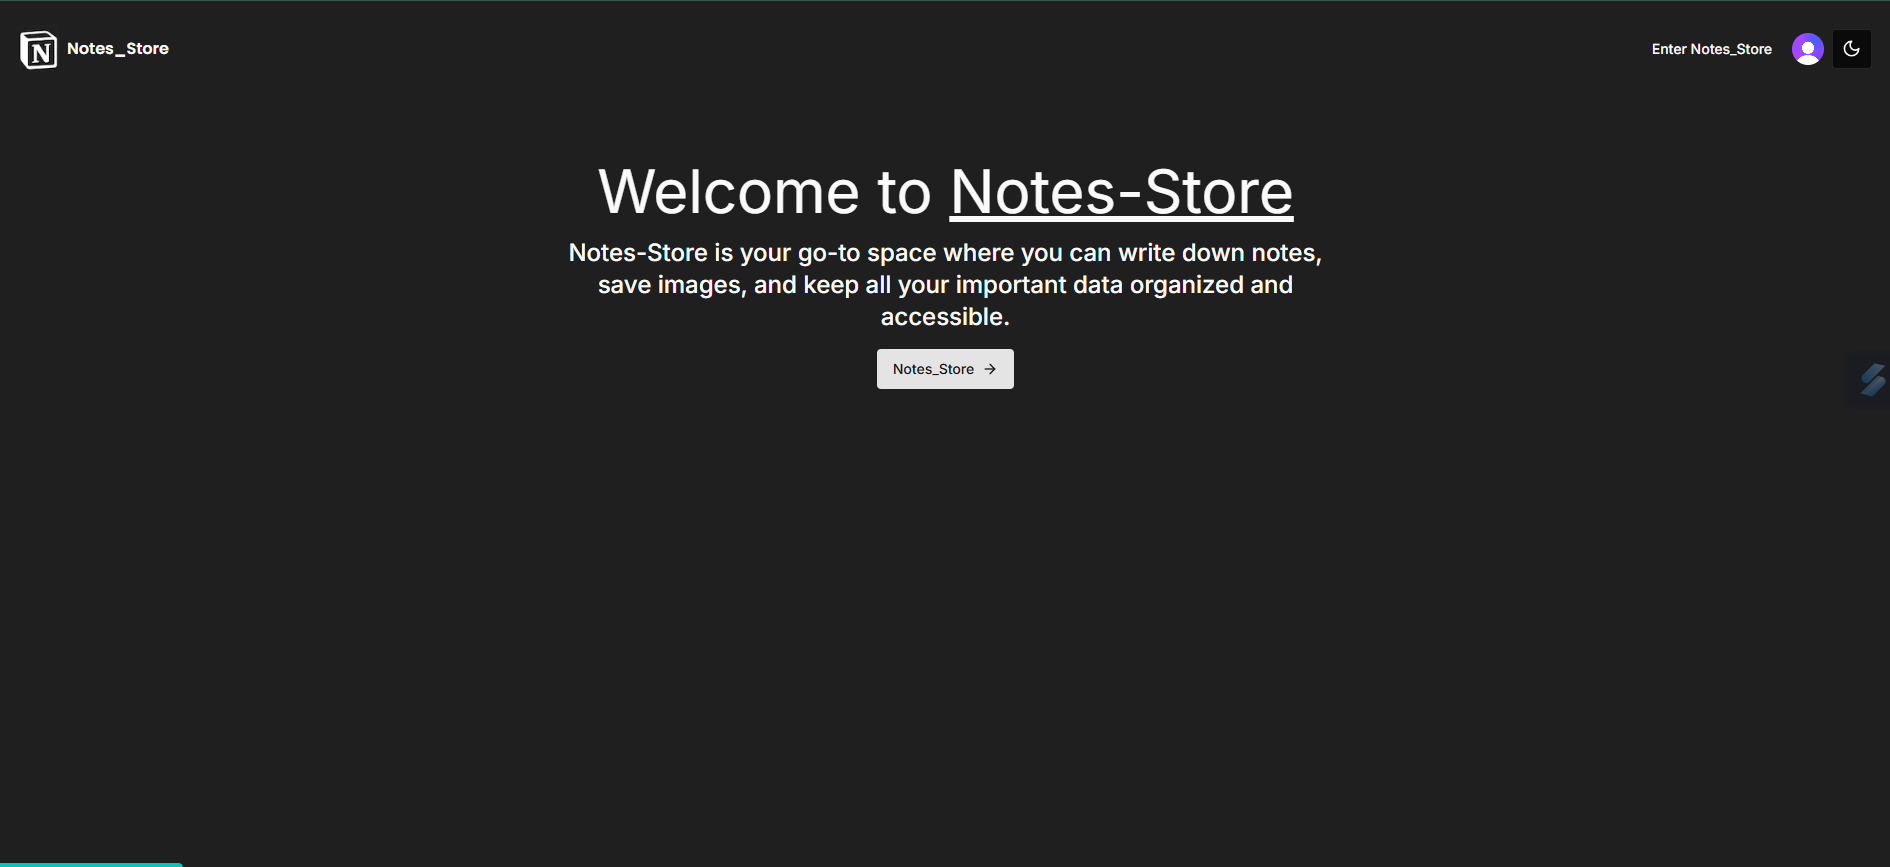 N
Notes_Store
Enter Notes_Store
Welcome to Notes-Store
Notes-Store is your go-to space where you can write down notes,
save images, and keep all your important data organized and
accessible.
Notes_Store →